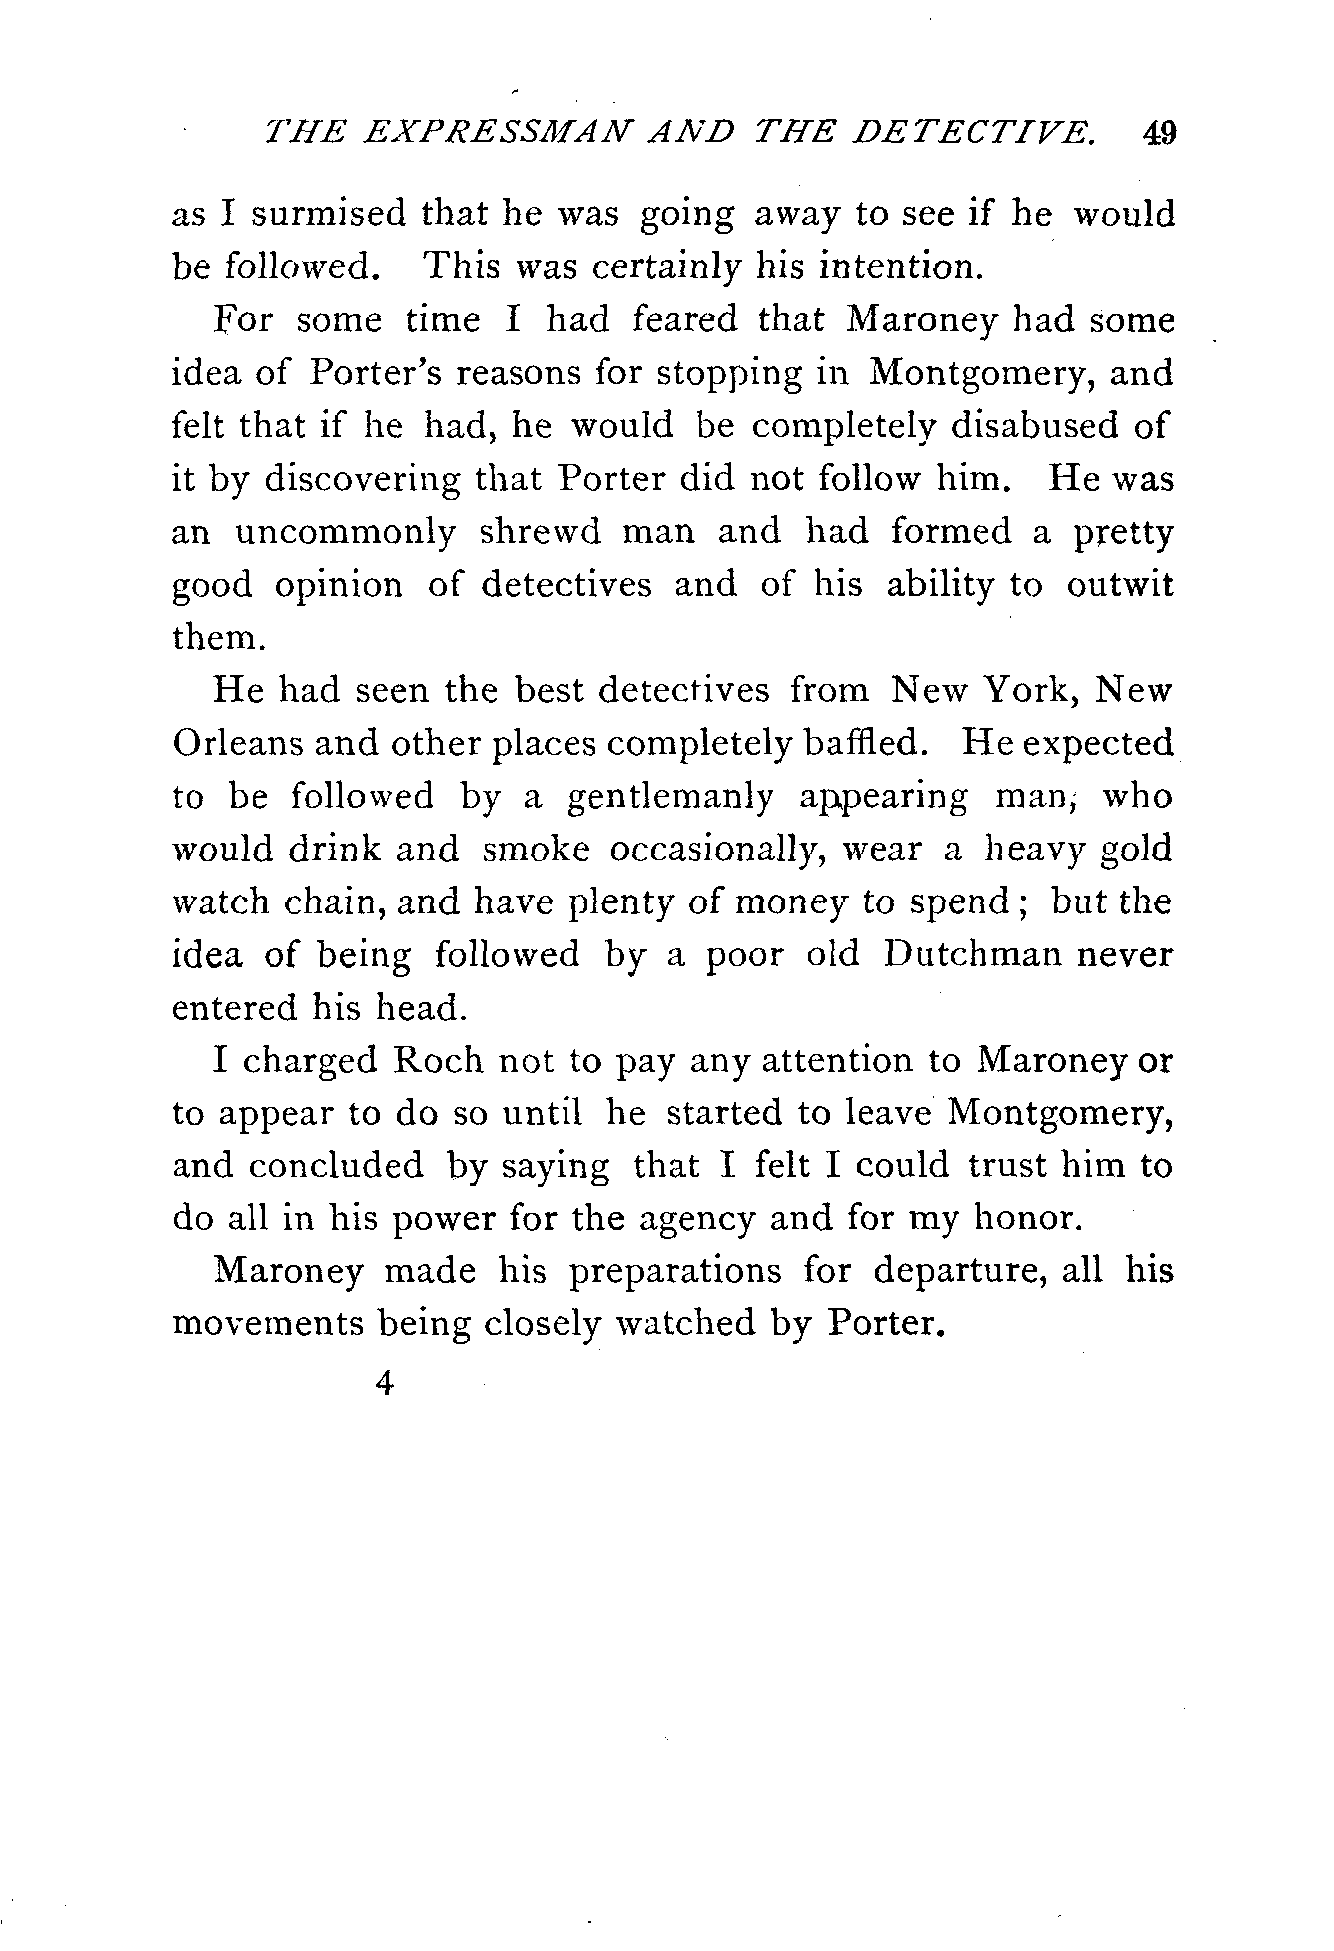 THE EXPRESSMAN AND THE DETECTIVE. 49
as I surmised that he was going away to see if he would
be followed. This was certainly his intention.
For some time I had feared that Maroney had some
idea of Porter's reasons for stopping in Montgomery, and
felt that if he had, he would be completely disabused of
it by discovering that Porter did not follow him. He was
an uncommonly shrewd man and had formed a pretty
good opinion of detectives and of his ability to outwit
them.
He had seen the best detectives from New York, New
Orleans and other places completely baffled. He expected
to be followed by a gentlemanly appearing man, who
would drink and smoke occasionally, wear a heavy gold
watch chain, and have plenty of money to spend; but the
idea of being followed by a poor old Dutchman never
entered his head.
I charged Roch not to pay any attention to Maroney or
to appear to do so until he started to leave Montgomery,
and concluded by saying that I felt I could trust him to
do all in his power for the agency and for my honor.
Maroney made his preparations for departure, all his
movements being closely watched by Porter.
4